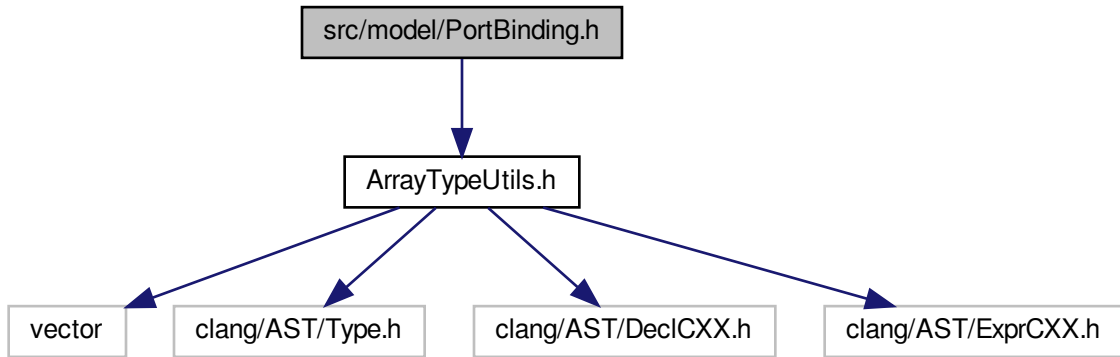 src/model/PortBinding.h
ArrayTypeUtils.h
vector
clang/AST/Type.h
clang/AST/DeclCXX.h
clang/AST/ExprCXX.h